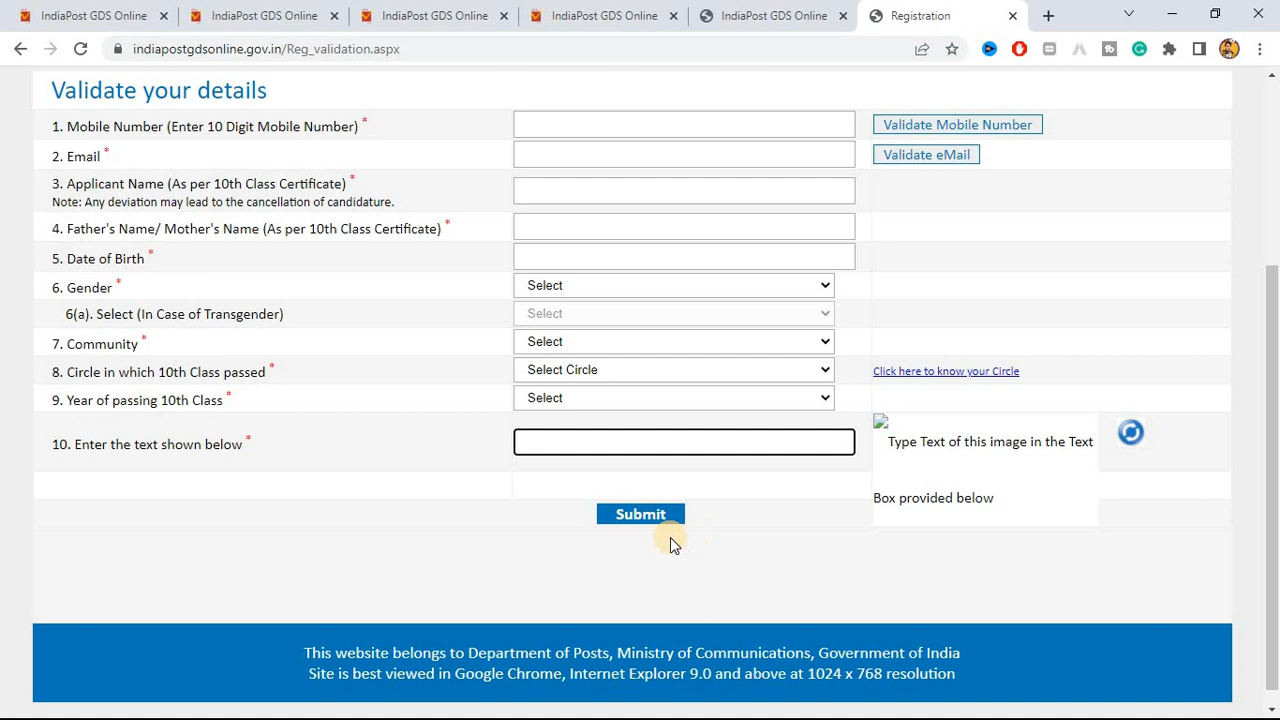 IndiaPost GDS Online
IndiaPost GDS Online
IndiaPost GDS Online
IndiaPost GDS Online
IndiaPost GDS Online
Registration
indiapostgdsonline.gov.in/Reg_validation.aspx
Validate your details
1. Mobile Number (Enter 10 Digit Mobile Number) *
Validate Mobile Number
2. Email *
Validate eMail
3. Applicant Name (As per 10th Class Certificate) *
Note: Any deviation may lead to the cancellation of candidature.
4. Father's Name/ Mother's Name (As per 10th Class Certificate) *
5. Date of Birth *
6. Gender *
Select
6(a). Select (In Case of Transgender)
Select
7. Community *
Select
8. Circle in which 10th Class passed *
Select Circle
Click here to know your Circle
9. Year of passing 10th Class *
Select
10. Enter the text shown below *
Type Text of this image in the Text
Box provided below
Submit
This website belongs to Department of Posts, Ministry of Communications, Government of India
Site is best viewed in Google Chrome, Internet Explorer 9.0 and above at 1024 x 768 resolution